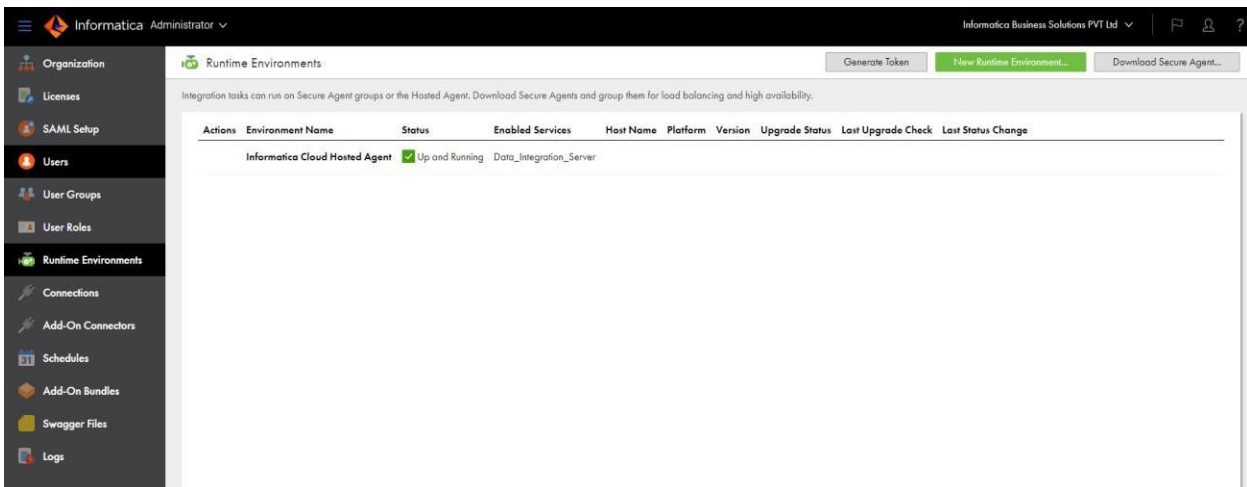 Informatica Administrator
Informatica Business Solutions PVT Ltd
?
Organization
Licenses
SAML Setup
Users
User Groups
User Roles
Runtime Environments
Connections
Add-On Connectors
31 Schedules
Add-On Bundles
Swagger Files
Logs
Runtime Environments
Generate Token
New Runtime Environment...
Download Secure Agent...
Integration tasks can run on Secure Agent groups or the Hosted Agent. Download Secure Agents and group them for load balancing and high availability.
Actions Environment Name Status Enabled Services Host Name Platform Version Upgrade Status Last Upgrade Check Last Status Change
Informatica Cloud Hosted Agent Up and Running Data_Integration_Server